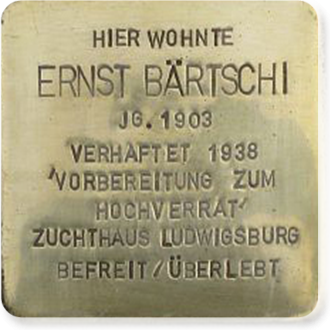 HIER WOHNTE
ERNST BÄRTSCHI
JG. 1903
VERHAFTET 1938
'VORBEREITUNG ZUM
HOCHVERRAT'
ZUCHTHAUS LUDWIGSBURG
BEFREIT/ÜBERLEBT